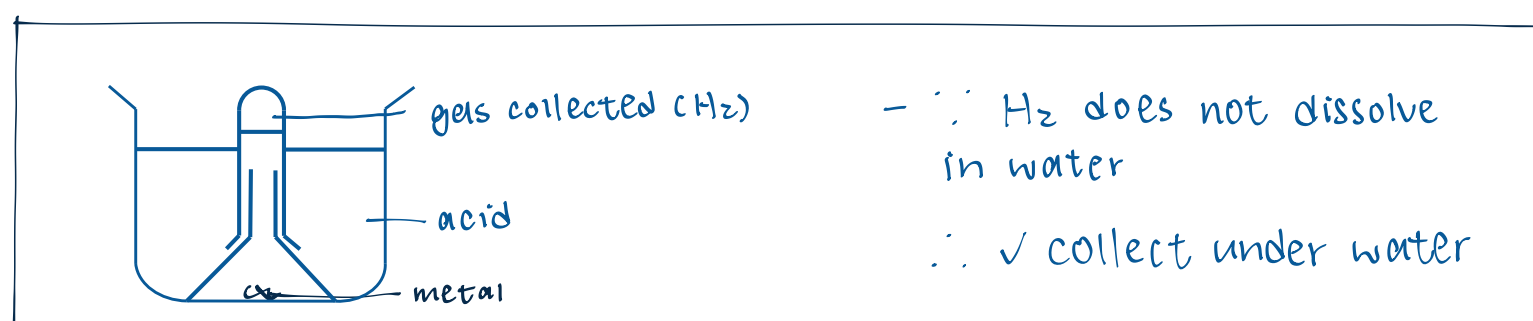 gas collected (H₂)
acid
metal
- ∵ H₂ does not dissolve
in water
∴ ✓ collect under water